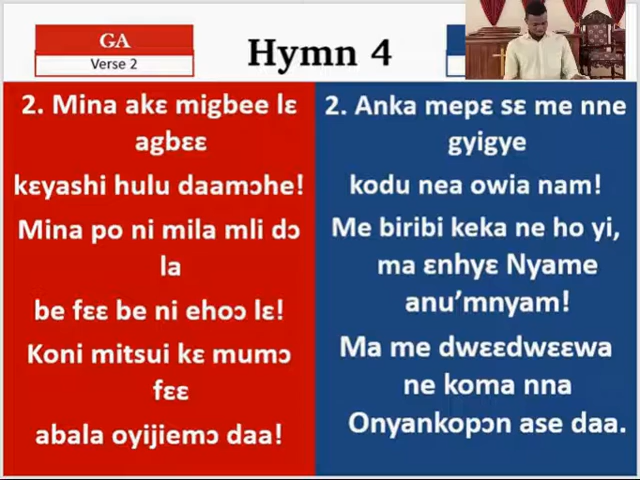 GA
Verse 2
Hymn 4
2. Mina akɛ migbee lɛ
agbɛɛ
kɛyashi hulu daamɔhe!
Mina po ni mila mli dɔ
la
be fɛɛ be ni ehoɔ lɛ!
Koni mitsui kɛ mumɔ
fɛɛ
abala oyijiemɔ daa!
2. Anka mepɛ sɛ me nne
gyigye
kodu nea owia nam!
Me biribi keka ne ho yi,
ma ɛnhyɛ Nyame
anu’mnyam!
Ma me dwɛɛdwɛɛwa
ne koma nna
Onyankopɔn ase daa.